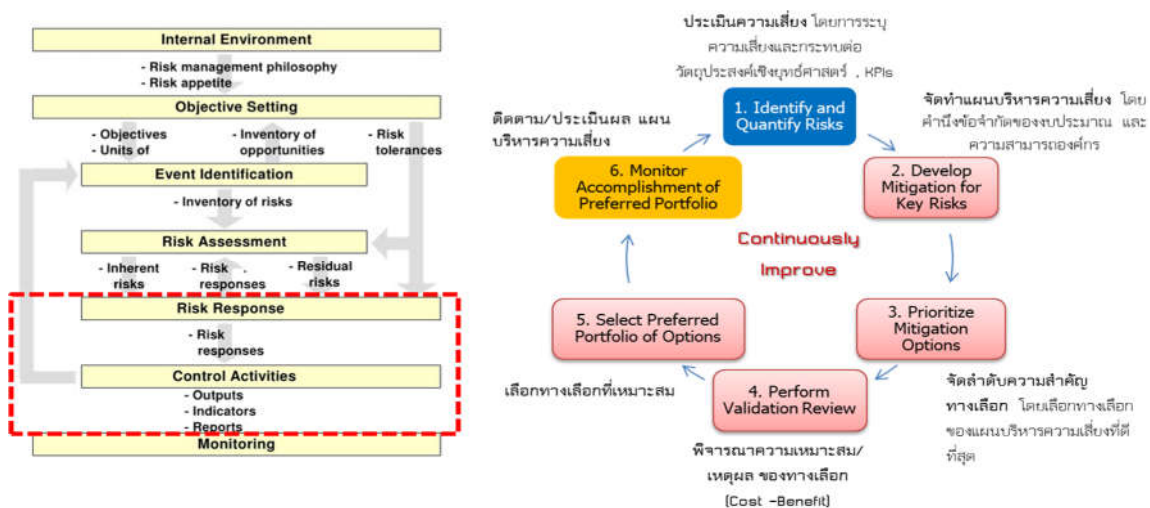 Internal Environment
- Risk management philosophy
- Risk appetite
Objective Setting
- Objectives
- Units of
- Inventory of
opportunities
- Risk
tolerances
Event Identification
- Inventory of risks
Risk Assessment
- Inherent
risks
- Risk
responses
- Residual
risks
Risk Response
- Risk
responses
Control Activities
- Outputs
- Indicators
- Reports
Monitoring
ประเมินความเสี่ยง โดยการระบุ
ความเสี่ยงและกระทบต่อ
วัตถุประสงค์เชิงยุทธ์ศาสตร์ , KPIs
1. Identify and
Quantify Risks
จัดทำแผนบริหารความเสี่ยง โดย
คำนึงข้อจำกัดของงบประมาณ และ
ความสามารถองค์กร
2. Develop
Mitigation for
Key Risks
3. Prioritize
Mitigation
Options
จัดลำดับความสำคัญ
ทางเลือก โดยเลือกทางเลือก
ของแผนบริหารความเสี่ยงที่ดี
ที่สุด
4. Perform
Validation Review
พิจารณาความเหมาะสม/
เหตุผล ของทางเลือก
(Cost -Benefit)
5. Select Preferred
Portfolio of Options
เลือกทางเลือกที่เหมาะสม
6. Monitor
Accomplishment of
Preferred Portfolio
ติดตาม/ประเมินผล แผน
บริหารความเสี่ยง
Continuously
Improve